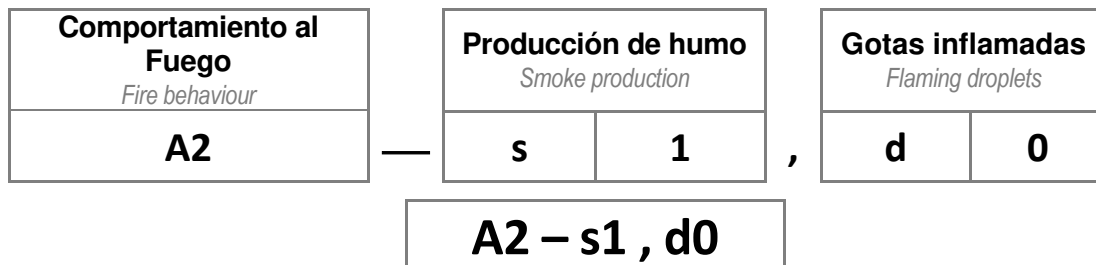 Comportamiento al
Fuego
Fire behaviour
Producción de humo
Smoke production
Gotas inflamadas
Flaming droplets
A2 — s 1 , d 0
A2 – s1 , d0